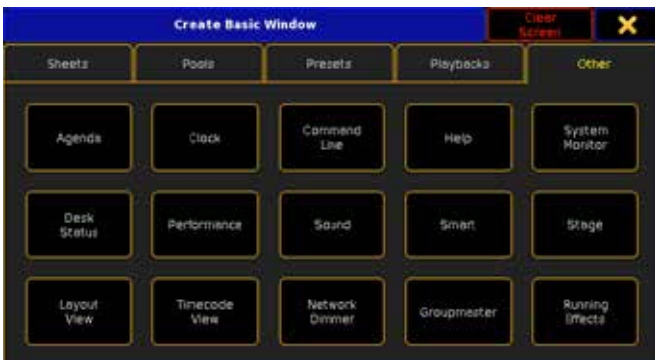 Create Basic Window
Clear
Screen
Sheets Pools Presets Playbacks Other
Agenda Clock Command Line Help System Monitor
Desk Status Performance Sound Smart Stage
Layout View Timecode View Network Dimmer Groupmaster Running Effects